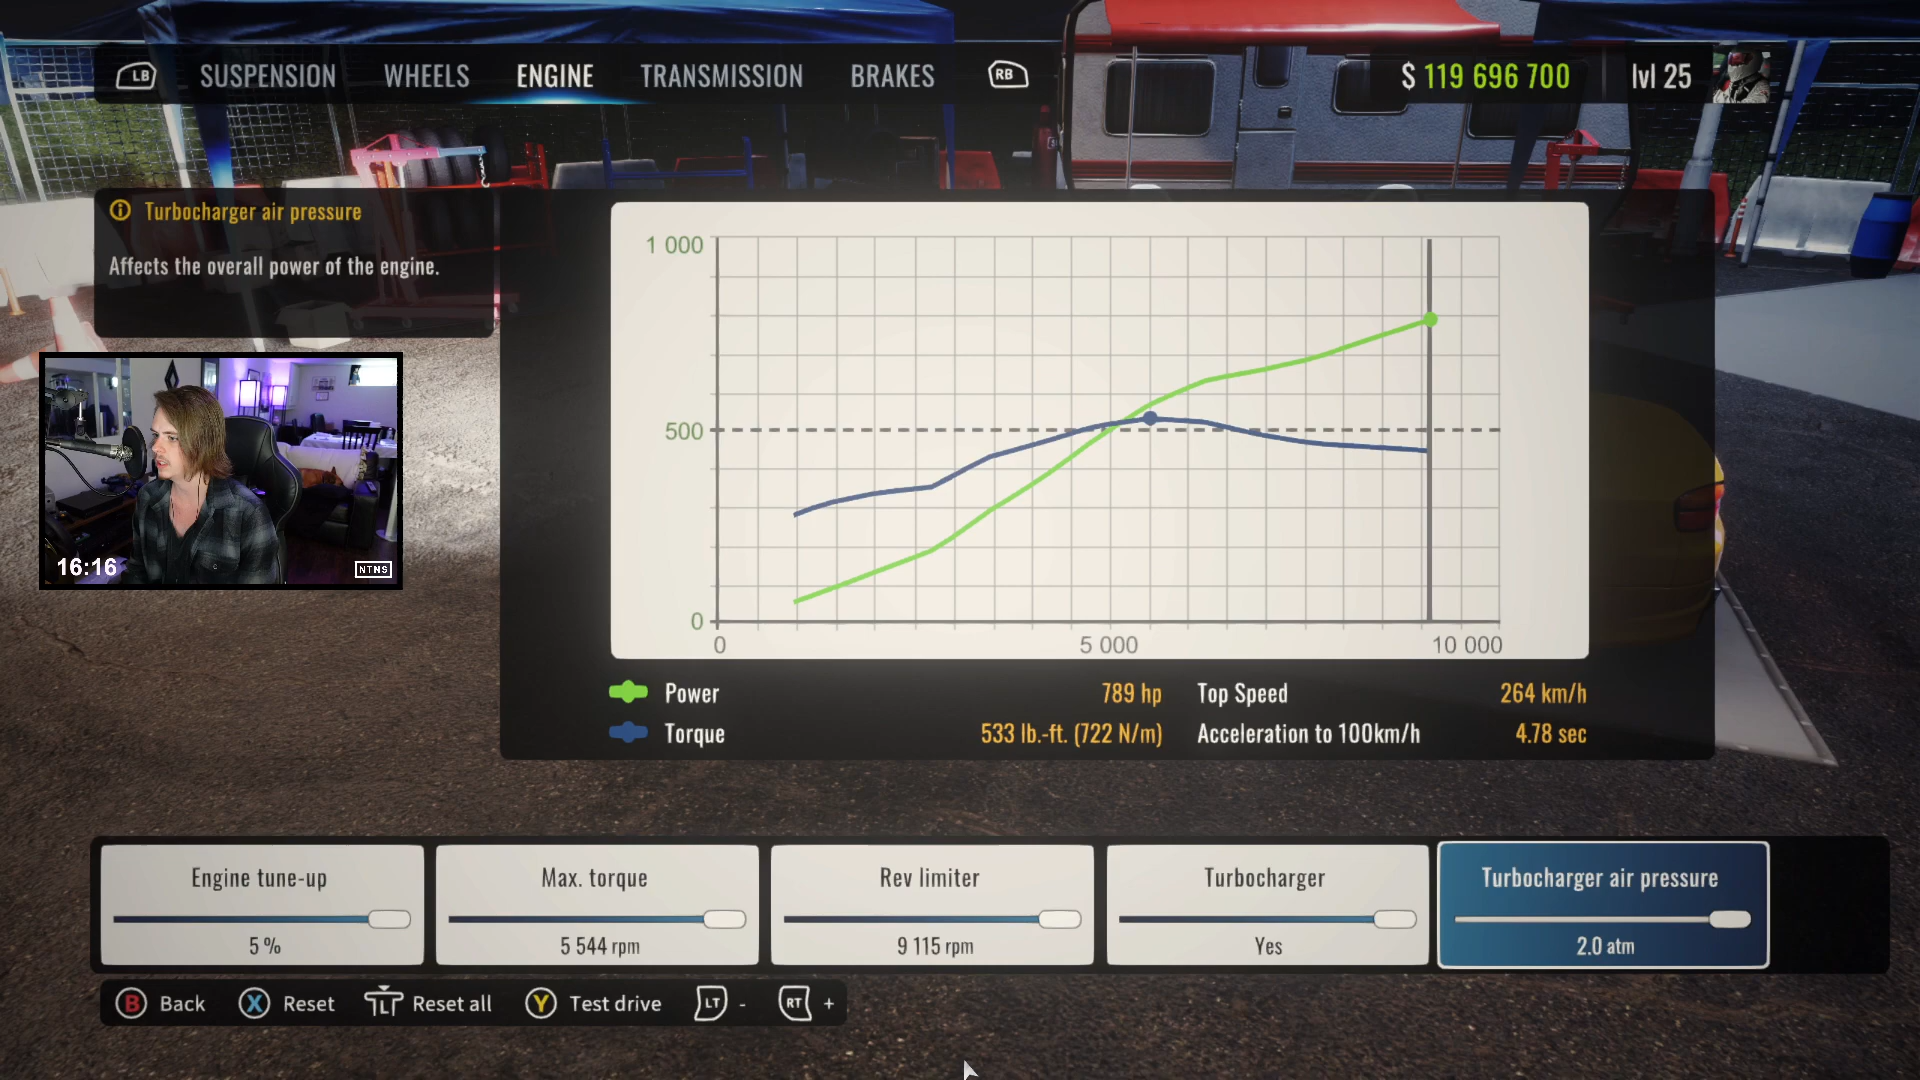 LB SUSPENSION WHEELS ENGINE TRANSMISSION BRAKES RB $ 119 696 700 lvl 25
Turbocharger air pressure
Affects the overall power of the engine.
1 000
500
0
0 5 000 10 000
Power 789 hp Top Speed 264 km/h
Torque 533 lb.-ft. (722 N/m) Acceleration to 100km/h 4.78 sec
16:16 NTNS
Engine tune-up Max. torque Rev limiter Turbocharger Turbocharger air pressure
5 % 5 544 rpm 9 115 rpm Yes 2.0 atm
B Back X Reset L Reset all Y Test drive LT - RT +